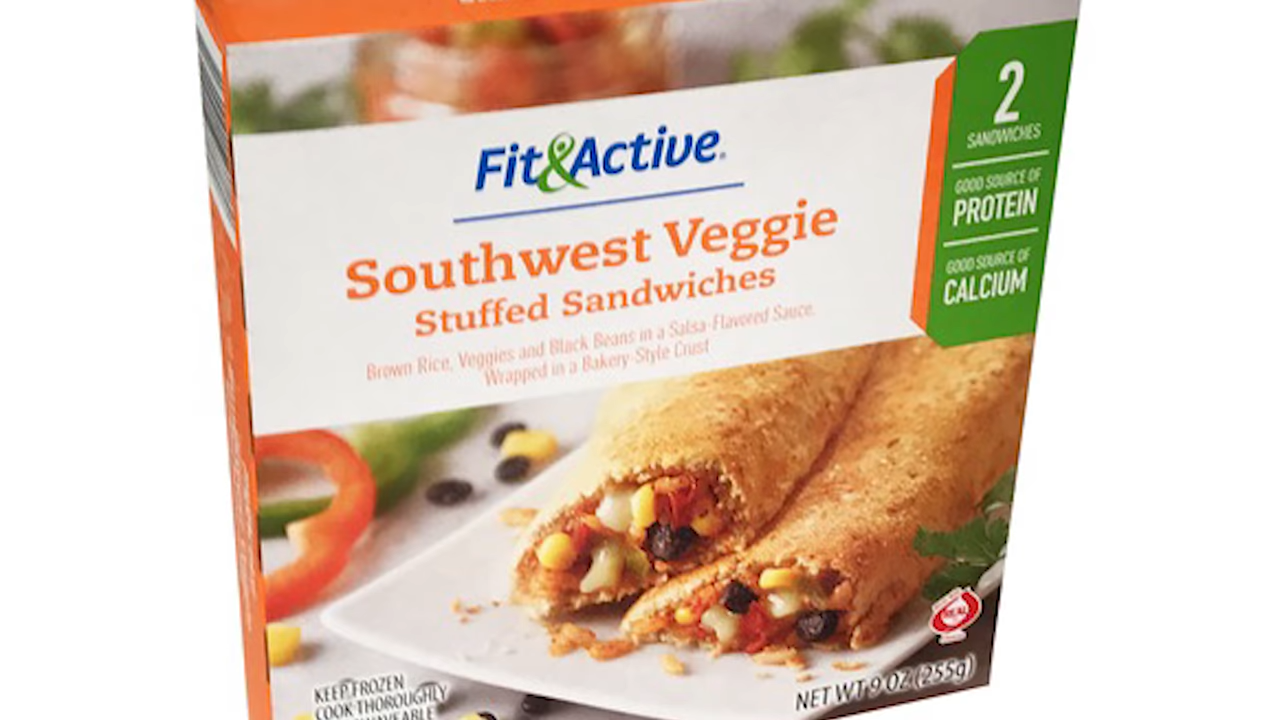 Fit&Active®
Southwest Veggie
Stuffed Sandwiches
Brown Rice, Veggies and Black Beans in a Salsa-Flavored Sauce,
Wrapped in a Bakery-Style Crust
2
SANDWICHES
GOOD SOURCE OF
PROTEIN
GOOD SOURCE OF
CALCIUM
REAL
KEEP FROZEN
COOK THOROUGHLY
NET WT 9 OZ (255g)